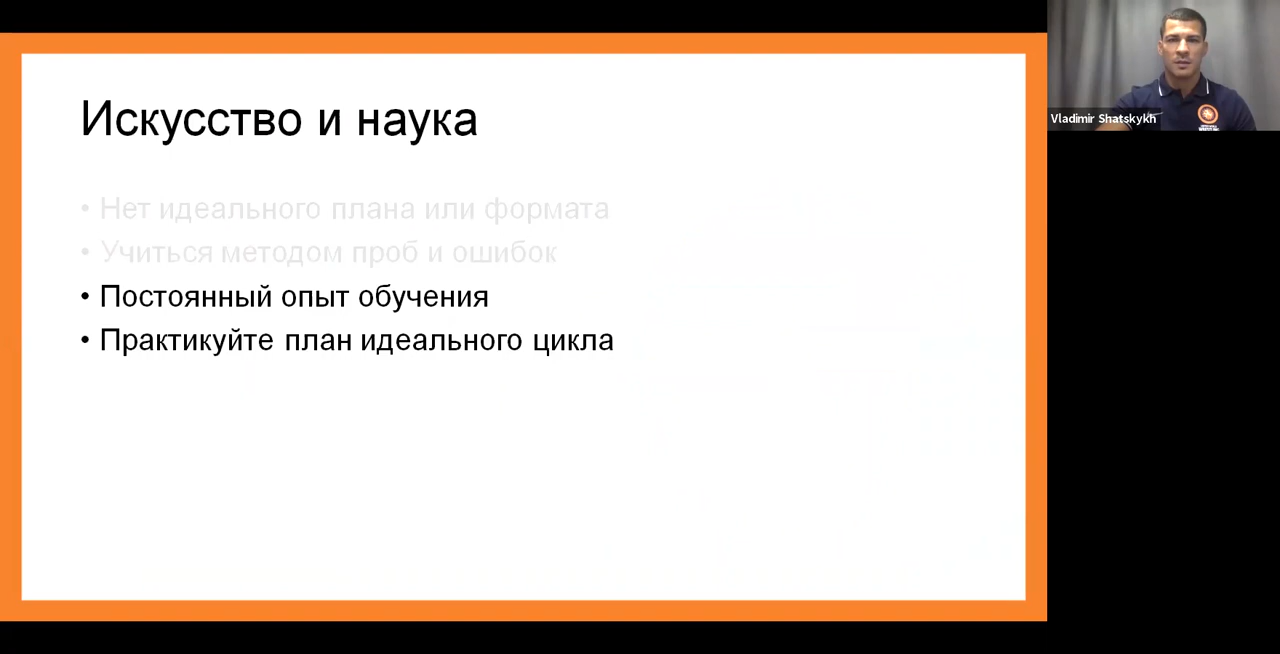 Искусство и наука
• Нет идеального плана или формата
• Учиться методом проб и ошибок
• Постоянный опыт обучения
• Практикуйте план идеального цикла
Vladimir Shatskykh